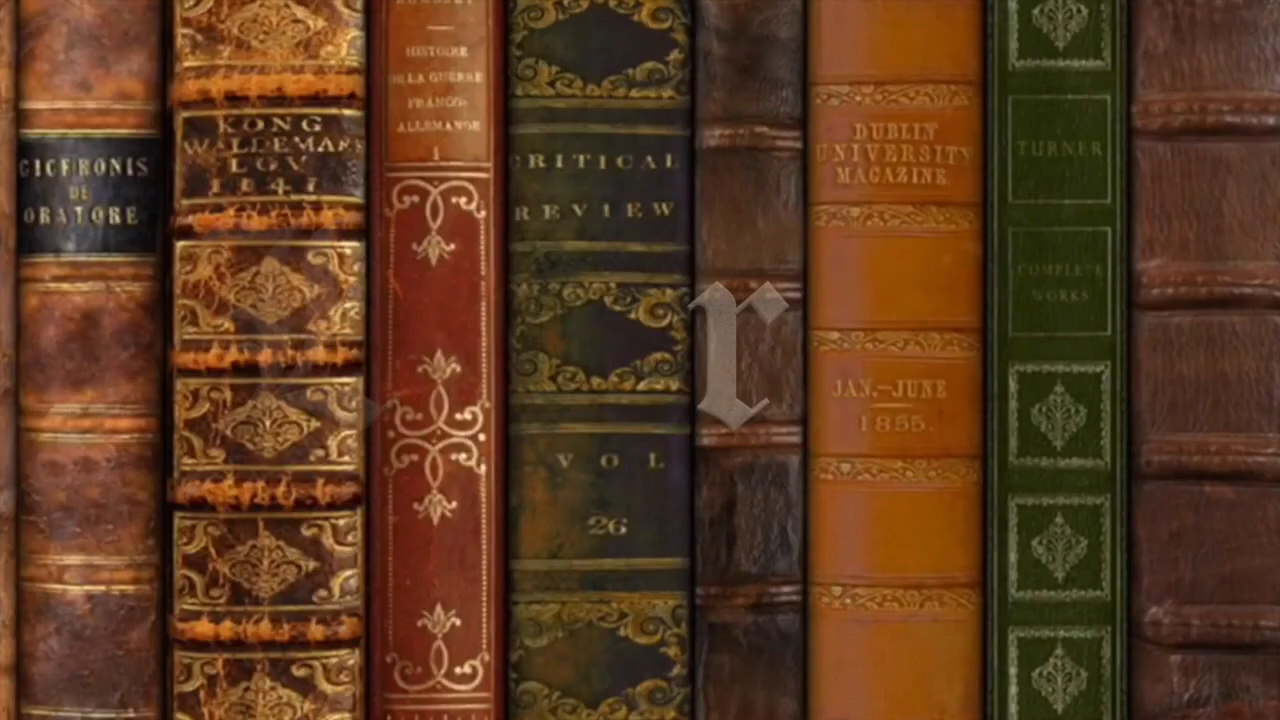 CICERONIS
DE
ORATORE
KONG
WALDEMARS
LOV
1147
HISTOIRE
DE LA GUERRE
FRANCO-
ALLEMANDE
1
CRITICAL
REVIEW
VOL
26
r
DUBLIN
UNIVERSITY
MAGAZINE.
JAN.–JUNE
1855.
TURNER
COMPLETE
WORKS